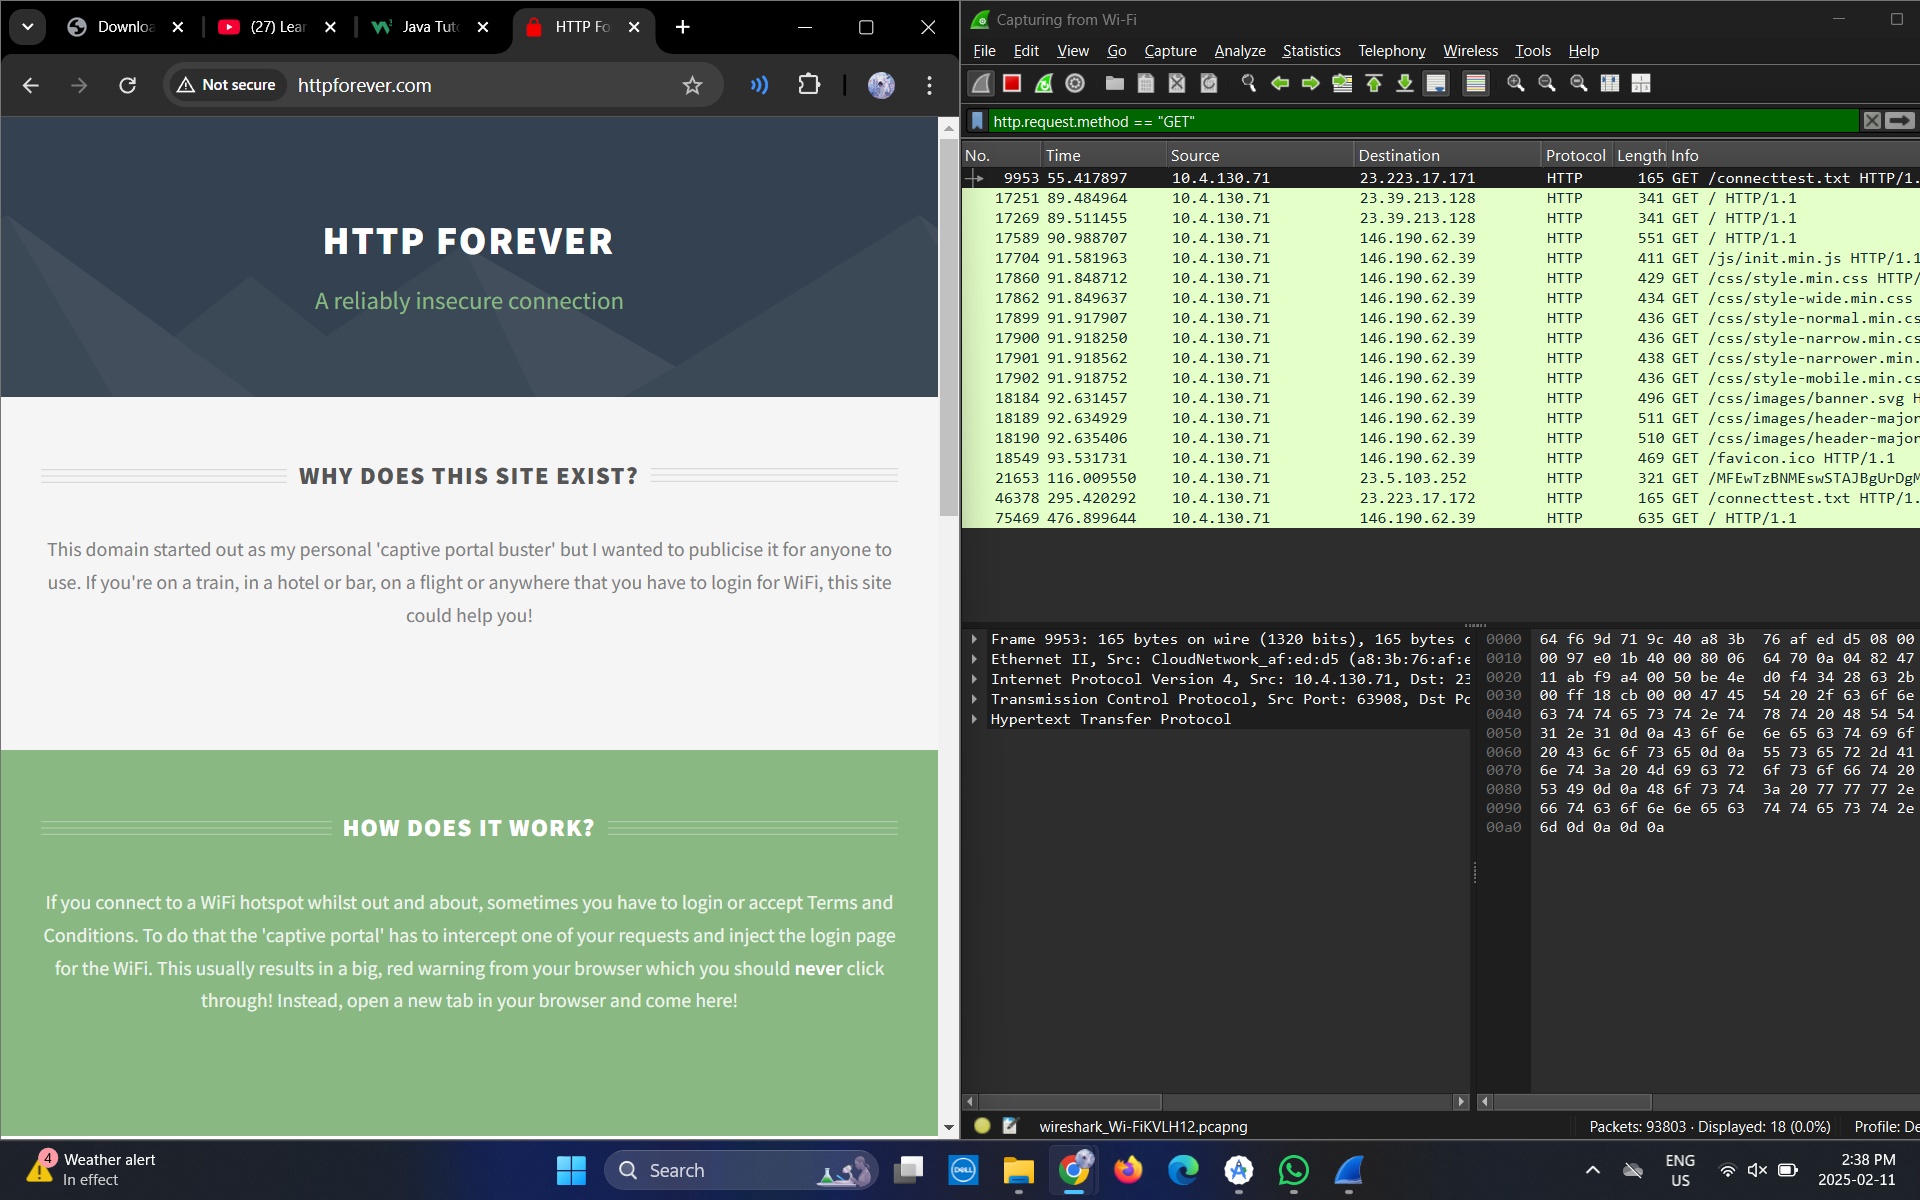 Downlo
(27) Lear
Java Tuto
HTTP Fo
Not secure
httpforever.com
HTTP FOREVER
A reliably insecure connection
WHY DOES THIS SITE EXIST?
This domain started out as my personal 'captive portal buster' but I wanted to publicise it for anyone to
use. If you're on a train, in a hotel or bar, on a flight or anywhere that you have to login for WiFi, this site
could help you!
HOW DOES IT WORK?
If you connect to a WiFi hotspot whilst out and about, sometimes you have to login or accept Terms and
Conditions. To do that the 'captive portal' has to intercept one of your requests and inject the login page
for the WiFi. This usually results in a big, red warning from your browser which you should never click
through! Instead, open a new tab in your browser and come here!
Capturing from Wi-Fi
File Edit View Go Capture Analyze Statistics Telephony Wireless Tools Help
http.request.method == "GET"
No. Time Source Destination Protocol Length Info
9953 55.417897 10.4.130.71 23.223.17.171 HTTP 165 GET /connecttest.txt HTTP/1.
17251 89.484964 10.4.130.71 23.39.213.128 HTTP 341 GET / HTTP/1.1
17269 89.511455 10.4.130.71 23.39.213.128 HTTP 341 GET / HTTP/1.1
17589 90.988707 10.4.130.71 146.190.62.39 HTTP 551 GET / HTTP/1.1
17704 91.581963 10.4.130.71 146.190.62.39 HTTP 411 GET /js/init.min.js HTTP/1.1
17860 91.848712 10.4.130.71 146.190.62.39 HTTP 429 GET /css/style.min.css HTTP/
17862 91.849637 10.4.130.71 146.190.62.39 HTTP 434 GET /css/style-wide.min.css
17899 91.917907 10.4.130.71 146.190.62.39 HTTP 436 GET /css/style-normal.min.cs
17900 91.918250 10.4.130.71 146.190.62.39 HTTP 436 GET /css/style-narrow.min.cs
17901 91.918562 10.4.130.71 146.190.62.39 HTTP 438 GET /css/style-narrower.min.
17902 91.918752 10.4.130.71 146.190.62.39 HTTP 436 GET /css/style-mobile.min.cs
18184 92.631457 10.4.130.71 146.190.62.39 HTTP 496 GET /css/images/banner.svg H
18189 92.634929 10.4.130.71 146.190.62.39 HTTP 511 GET /css/images/header-major
18190 92.635406 10.4.130.71 146.190.62.39 HTTP 510 GET /css/images/header-major
18549 93.531731 10.4.130.71 146.190.62.39 HTTP 469 GET /favicon.ico HTTP/1.1
21653 116.009550 10.4.130.71 23.5.103.252 HTTP 321 GET /MFEwTzBNMEswSTAJBgUrDgM
46378 295.420292 10.4.130.71 23.223.17.172 HTTP 165 GET /connecttest.txt HTTP/1.
75469 476.899644 10.4.130.71 146.190.62.39 HTTP 635 GET / HTTP/1.1
Frame 9953: 165 bytes on wire (1320 bits), 165 bytes c
Ethernet II, Src: CloudNetwork_af:ed:d5 (a8:3b:76:af:e
Internet Protocol Version 4, Src: 10.4.130.71, Dst: 23
Transmission Control Protocol, Src Port: 63908, Dst Po
Hypertext Transfer Protocol
0000 64 f6 9d 71 9c 40 a8 3b 76 af ed d5 08 00
0010 00 97 e0 1b 40 00 80 06 64 70 0a 04 82 47
0020 11 ab f9 a4 00 50 be 4e d0 f4 34 28 63 2b
0030 00 ff 18 cb 00 00 47 45 54 20 2f 63 6f 6e
0040 63 74 74 65 73 74 2e 74 78 74 20 48 54 54
0050 31 2e 31 0d 0a 43 6f 6e 6e 65 63 74 69 6f
0060 20 43 6c 6f 73 65 0d 0a 55 73 65 72 2d 41
0070 6e 74 3a 20 4d 69 63 72 6f 73 6f 66 74 20
0080 53 49 0d 0a 48 6f 73 74 3a 20 77 77 77 2e
0090 66 74 63 6f 6e 6e 65 63 74 74 65 73 74 2e
00a0 6d 0d 0a 0d 0a
wireshark_Wi-FiKVLH12.pcapng
Packets: 93803 · Displayed: 18 (0.0%)
Profile: De
4
Weather alert
In effect
Search
DELL
ENG
US
2:38 PM
2025-02-11